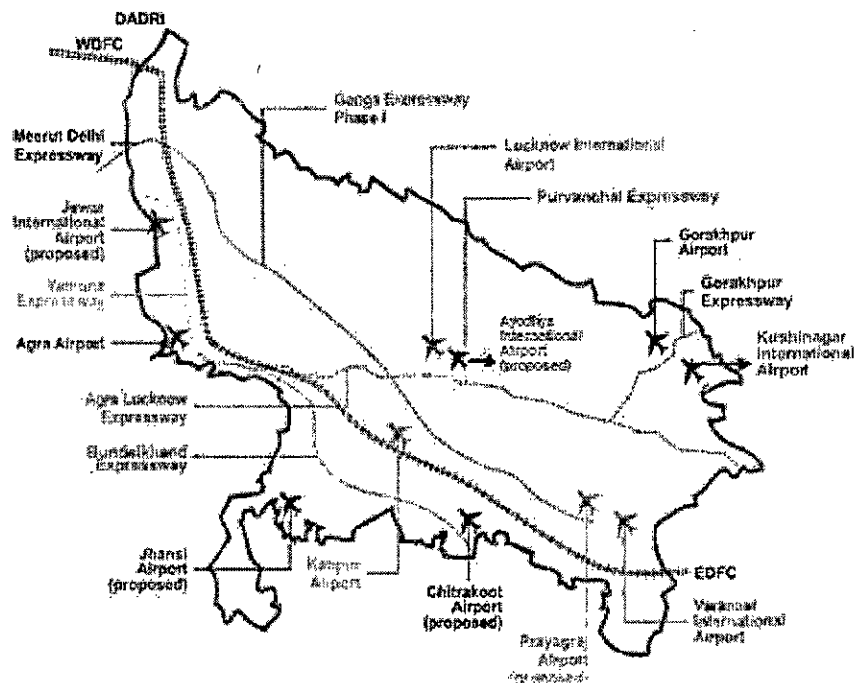 DADRI
WDFC
Ganga Expressway
Phase I
Meerut Delhi
Expressway
Lucknow International
Airport
Purvanchal Expressway
Jewar
International
Airport
(proposed)
Gorakhpur
Airport
Gorakhpur
Expressway
Yamuna
Expressway
Agra Airport
Ayodhya
International
Airport
(proposed)
Kushinagar
International
Airport
Agra Lucknow
Expressway
Bundelkhand
Expressway
Jhansi
Airport
(proposed)
Kanpur
Airport
Chitrakoot
Airport
(proposed)
EDFC
Varanasi
International
Airport
Prayagraj
Airport
(proposed)